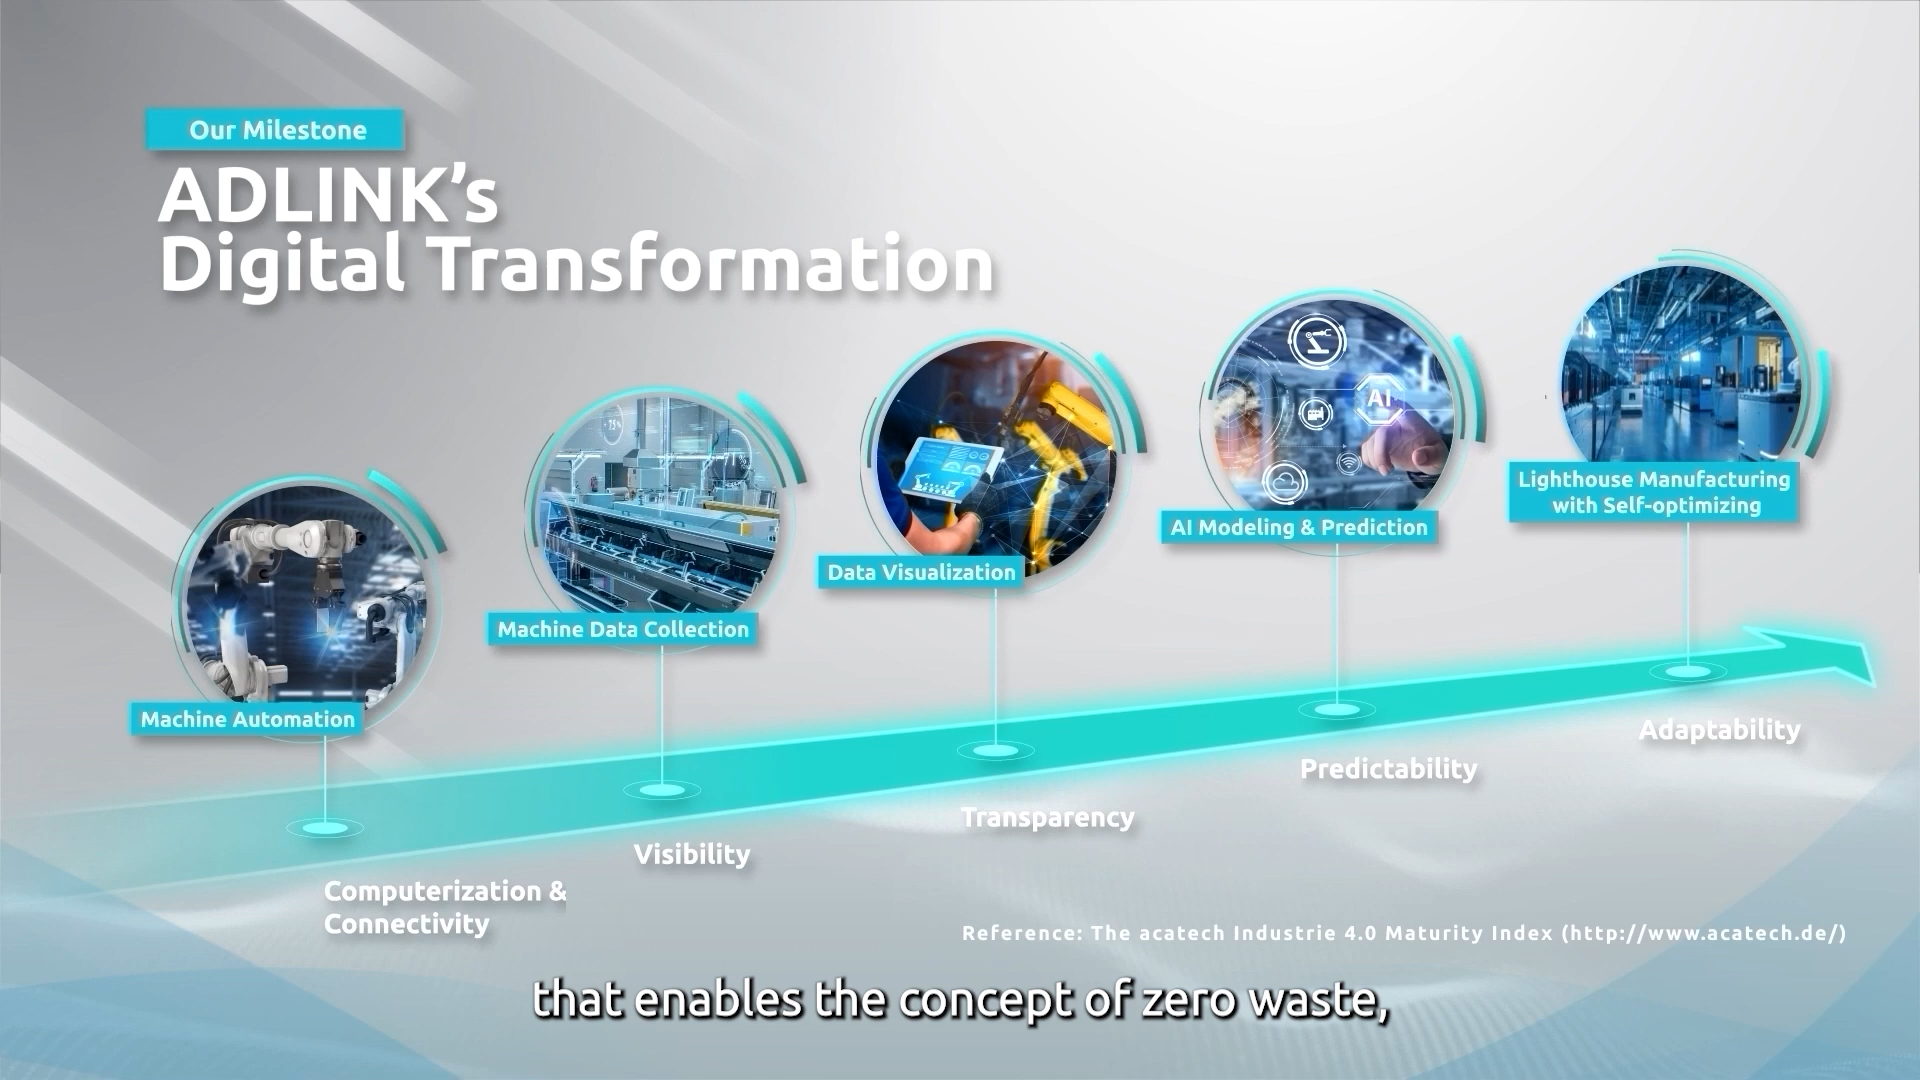 Our Milestone
ADLINK’s
Digital Transformation
AI
Lighthouse Manufacturing
with Self-optimizing
AI Modeling & Prediction
Data Visualization
Machine Data Collection
Machine Automation
Adaptability
Predictability
Transparency
Visibility
Computerization &
Connectivity
Reference: The acatech Industrie 4.0 Maturity Index (http://www.acatech.de/)
that enables the concept of zero waste,